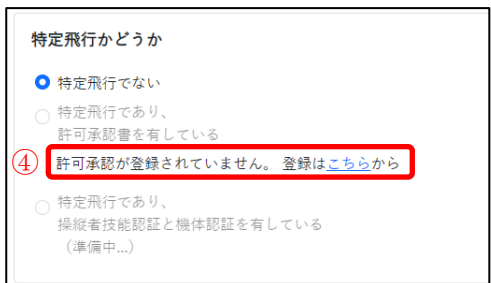 特定飛行かどうか
特定飛行でない
特定飛行であり、
許可承認書を有している
④ 許可承認が登録されていません。 登録はこちらから
特定飛行であり、
操縦者技能認証と機体認証を有している
（準備中...）